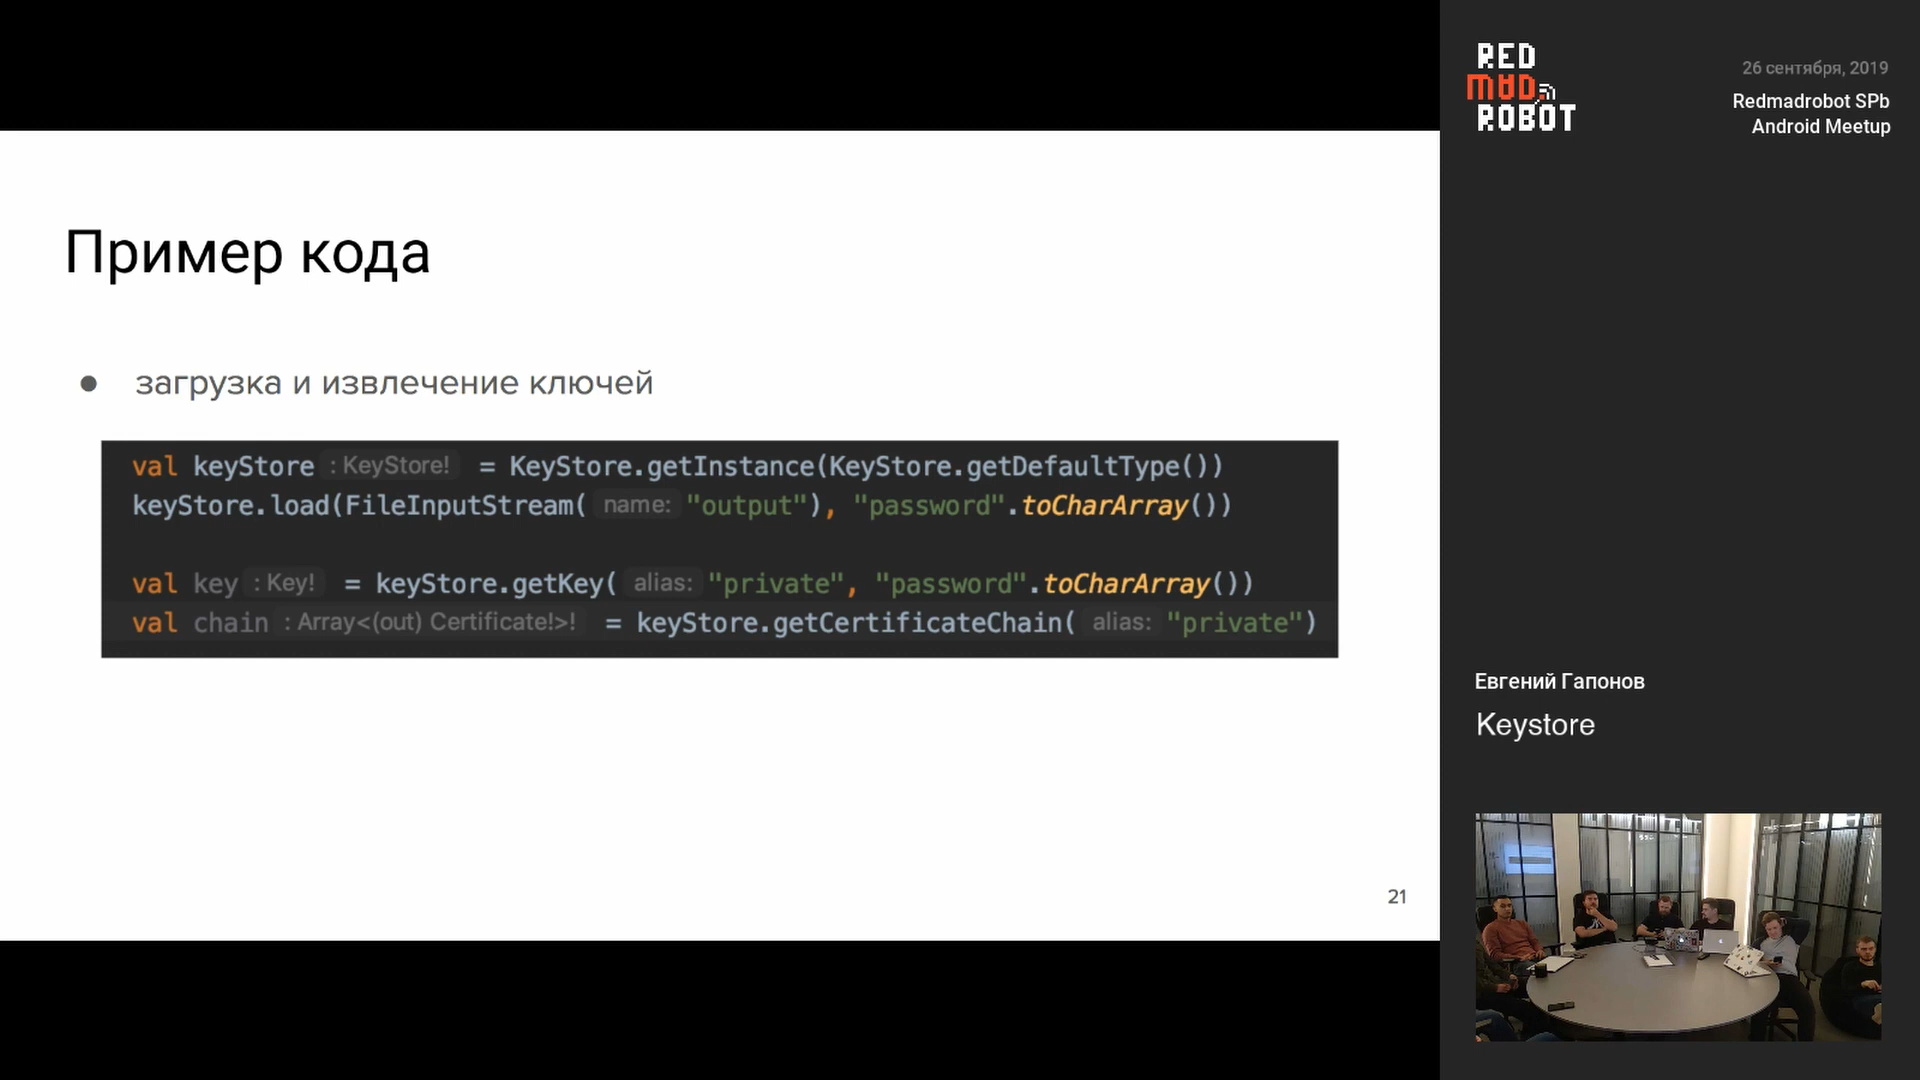 Пример кода
● загрузка и извлечение ключей
val keyStore : KeyStore! = KeyStore.getInstance(KeyStore.getDefaultType())
keyStore.load(FileInputStream( name: "output"), "password".toCharArray())
val key : Key! = keyStore.getKey( alias: "private", "password".toCharArray())
val chain : Array<(out) Certificate!>! = keyStore.getCertificateChain( alias: "private")
21
RED
MAD
ROBOT
26 сентября, 2019
Redmadrobot SPb
Android Meetup
Евгений Гапонов
Keystore